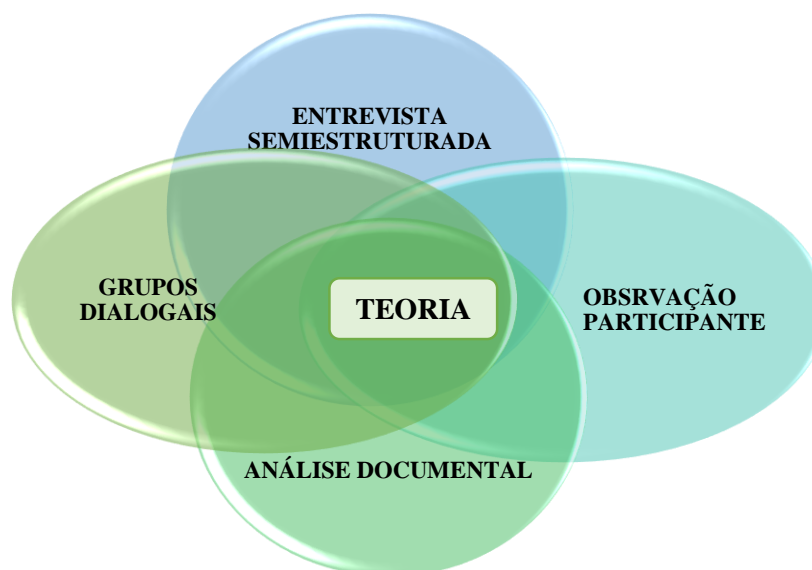 ENTREVISTA
SEMIESTRUTURADA
GRUPOS
DIALOGAIS
TEORIA
OBSRVAÇÃO
PARTICIPANTE
ANÁLISE DOCUMENTAL